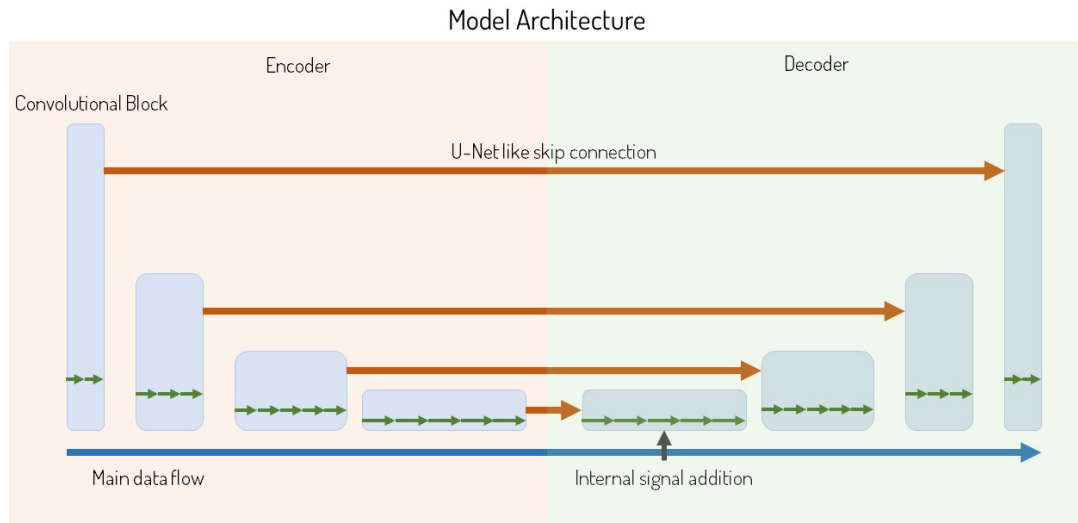 Model Architecture
Encoder
Decoder
Convolutional Block
U-Net like skip connection
Main data flow
Internal signal addition